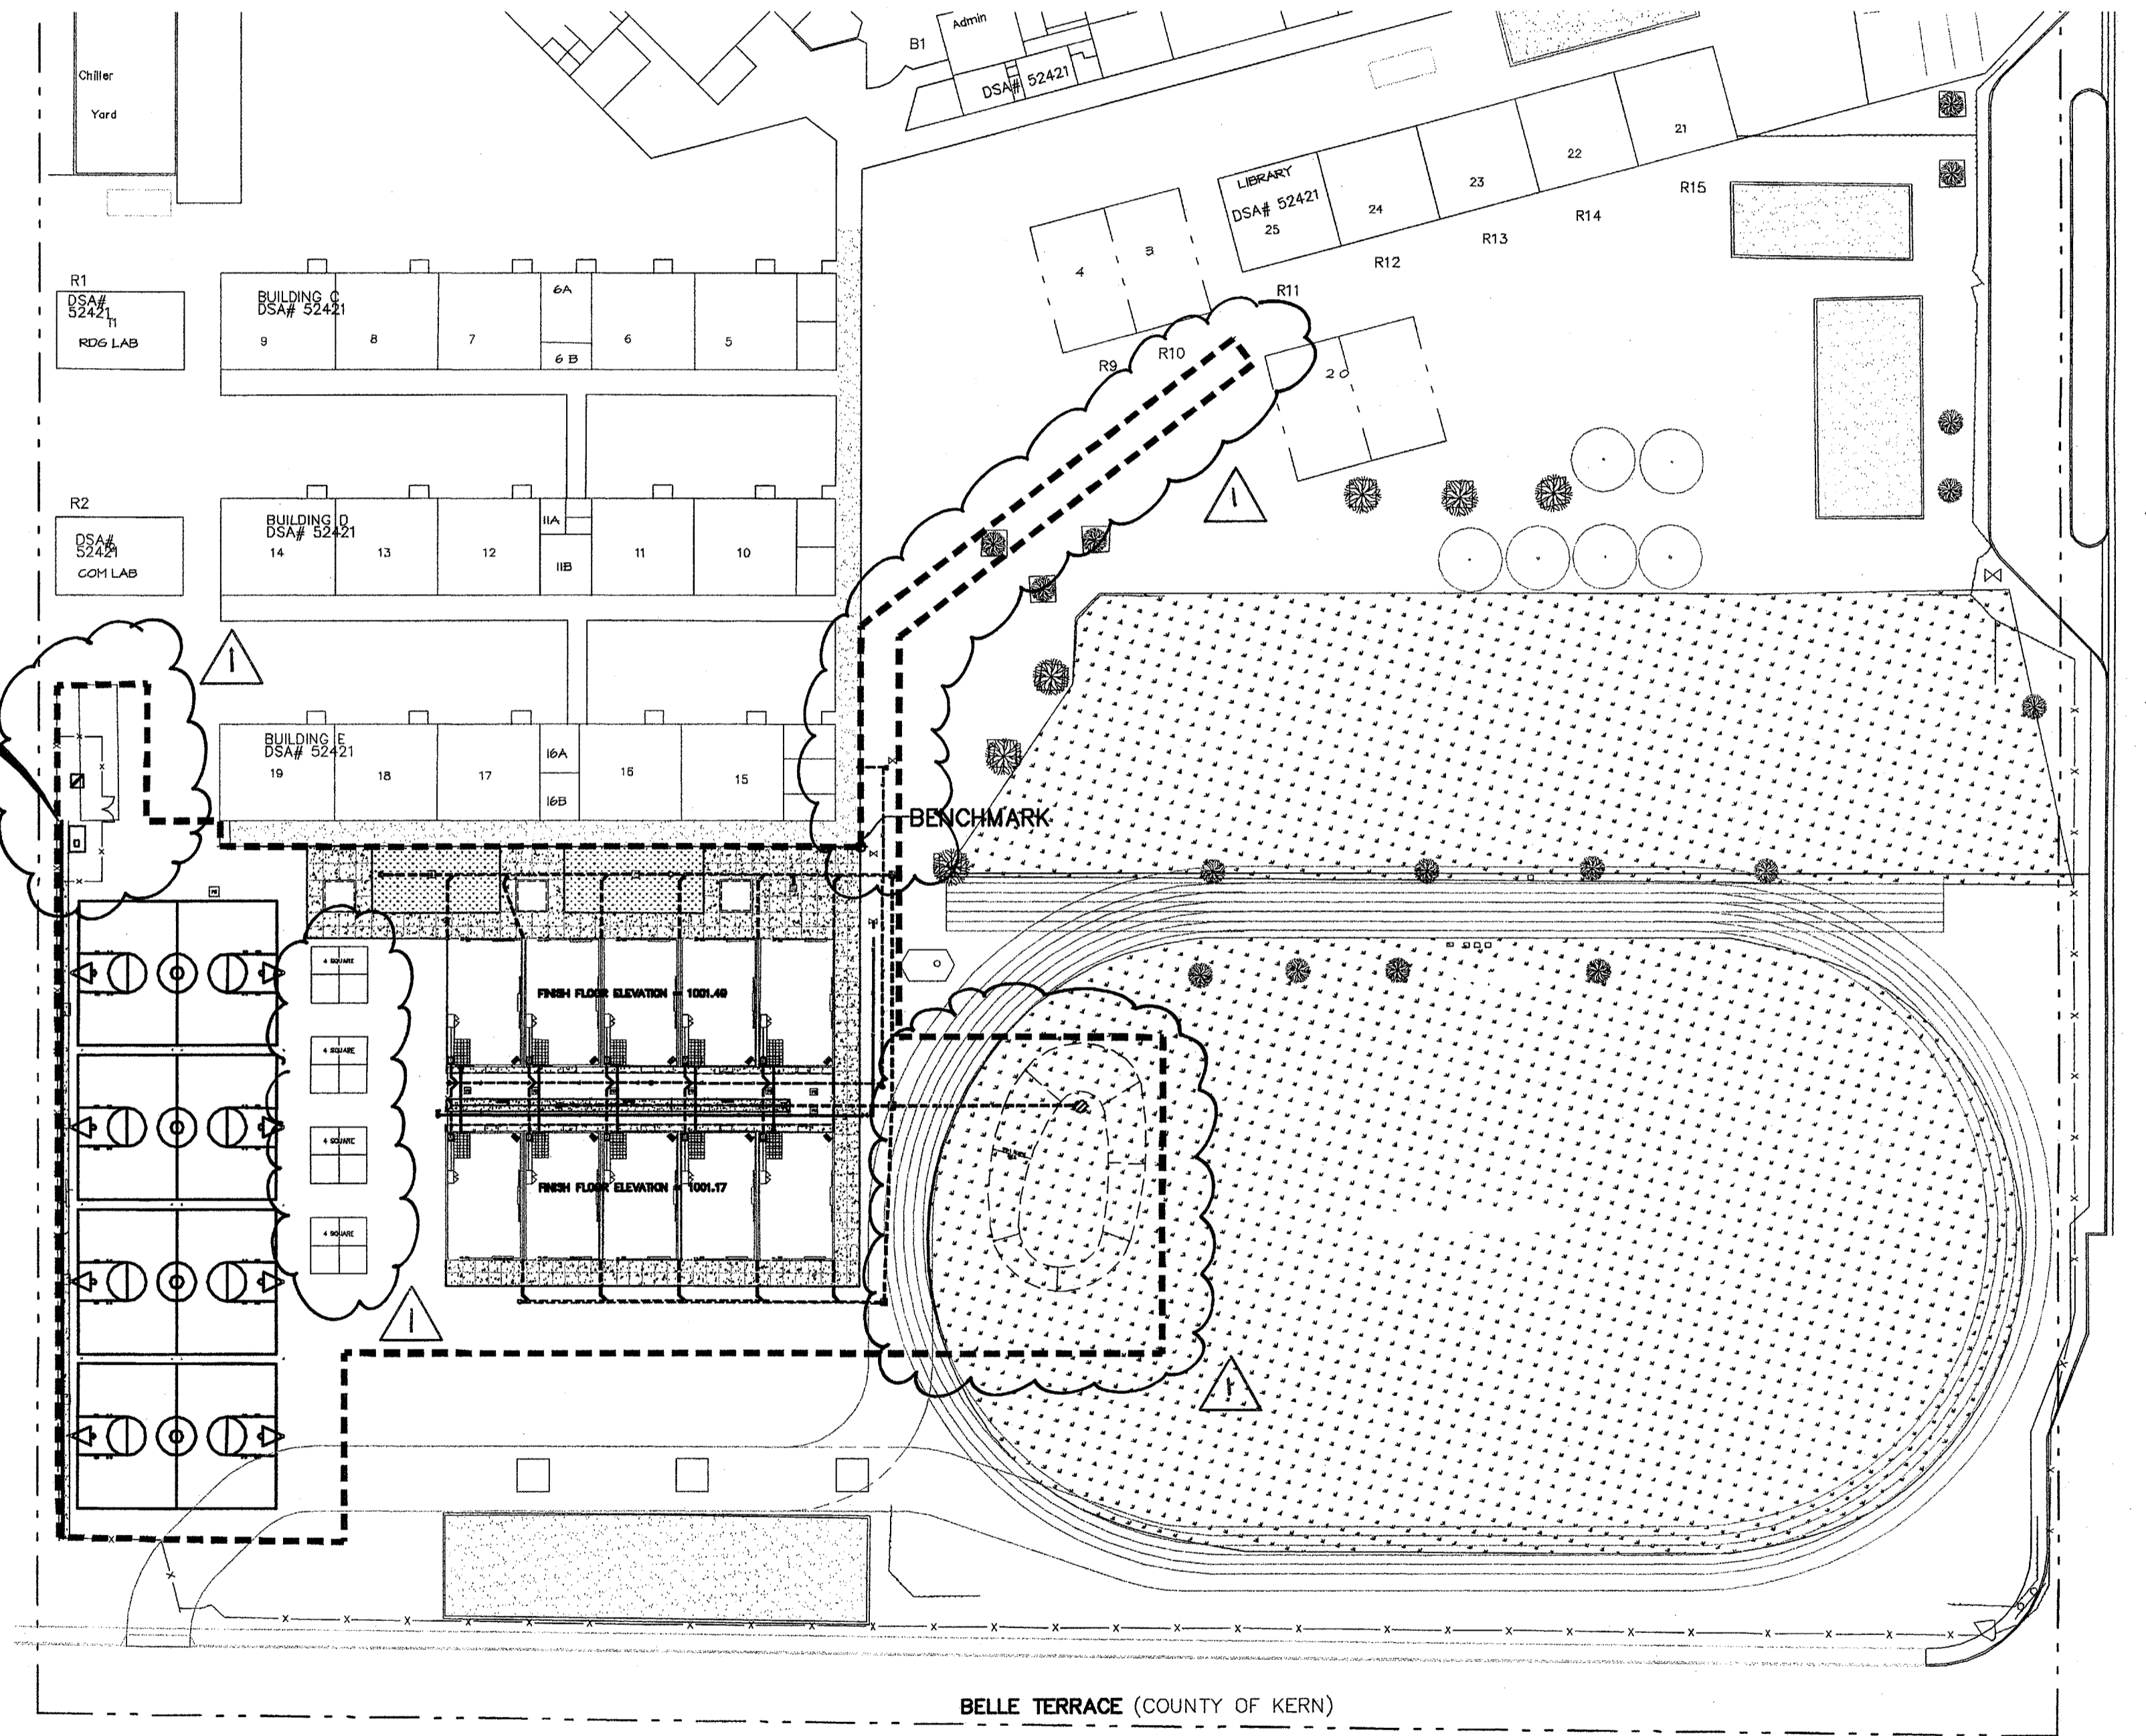 Chiller
Yard
B1
Admin
DSA# 52421
R1
DSA#
52421
T1
RDG LAB
BUILDING C
DSA# 52421
9
8
7
6A
6 B
6
5
4
3
LIBRARY
DSA# 52421
25
24
23
22
21
R15
R14
R13
R12
R11
R10
R9
20
R2
DSA#
52421
COM LAB
BUILDING D
DSA# 52421
14
13
12
11A
11B
11
10
1
1
BUILDING E
DSA# 52421
19
18
17
16A
16B
16
15
BENCHMARK
4 SQUARE
4 SQUARE
4 SQUARE
4 SQUARE
FINISH FLOOR ELEVATION = 1001.49
FINISH FLOOR ELEVATION = 1001.17
1
1
BELLE TERRACE (COUNTY OF KERN)